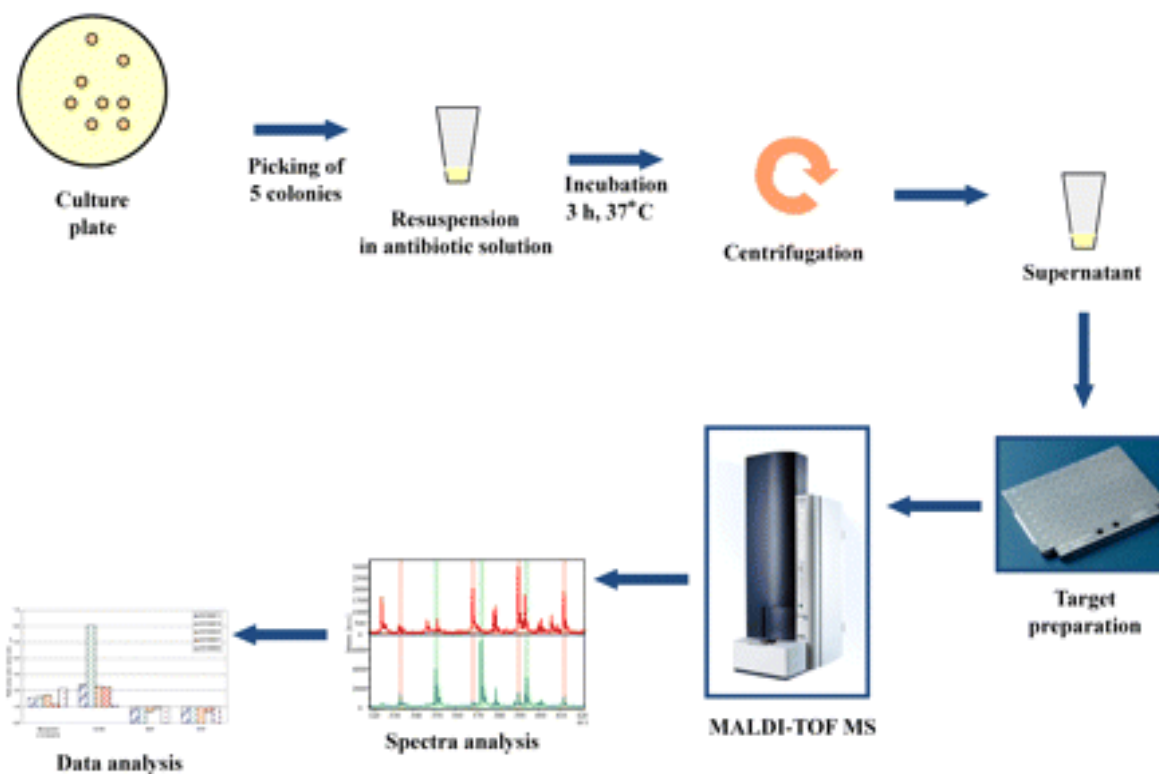 Culture
plate
Picking of
5 colonies
Resuspension
in antibiotic solution
Incubation
3 h, 37°C
Centrifugation
Supernatant
Target
preparation
MALDI-TOF MS
Spectra analysis
Data analysis